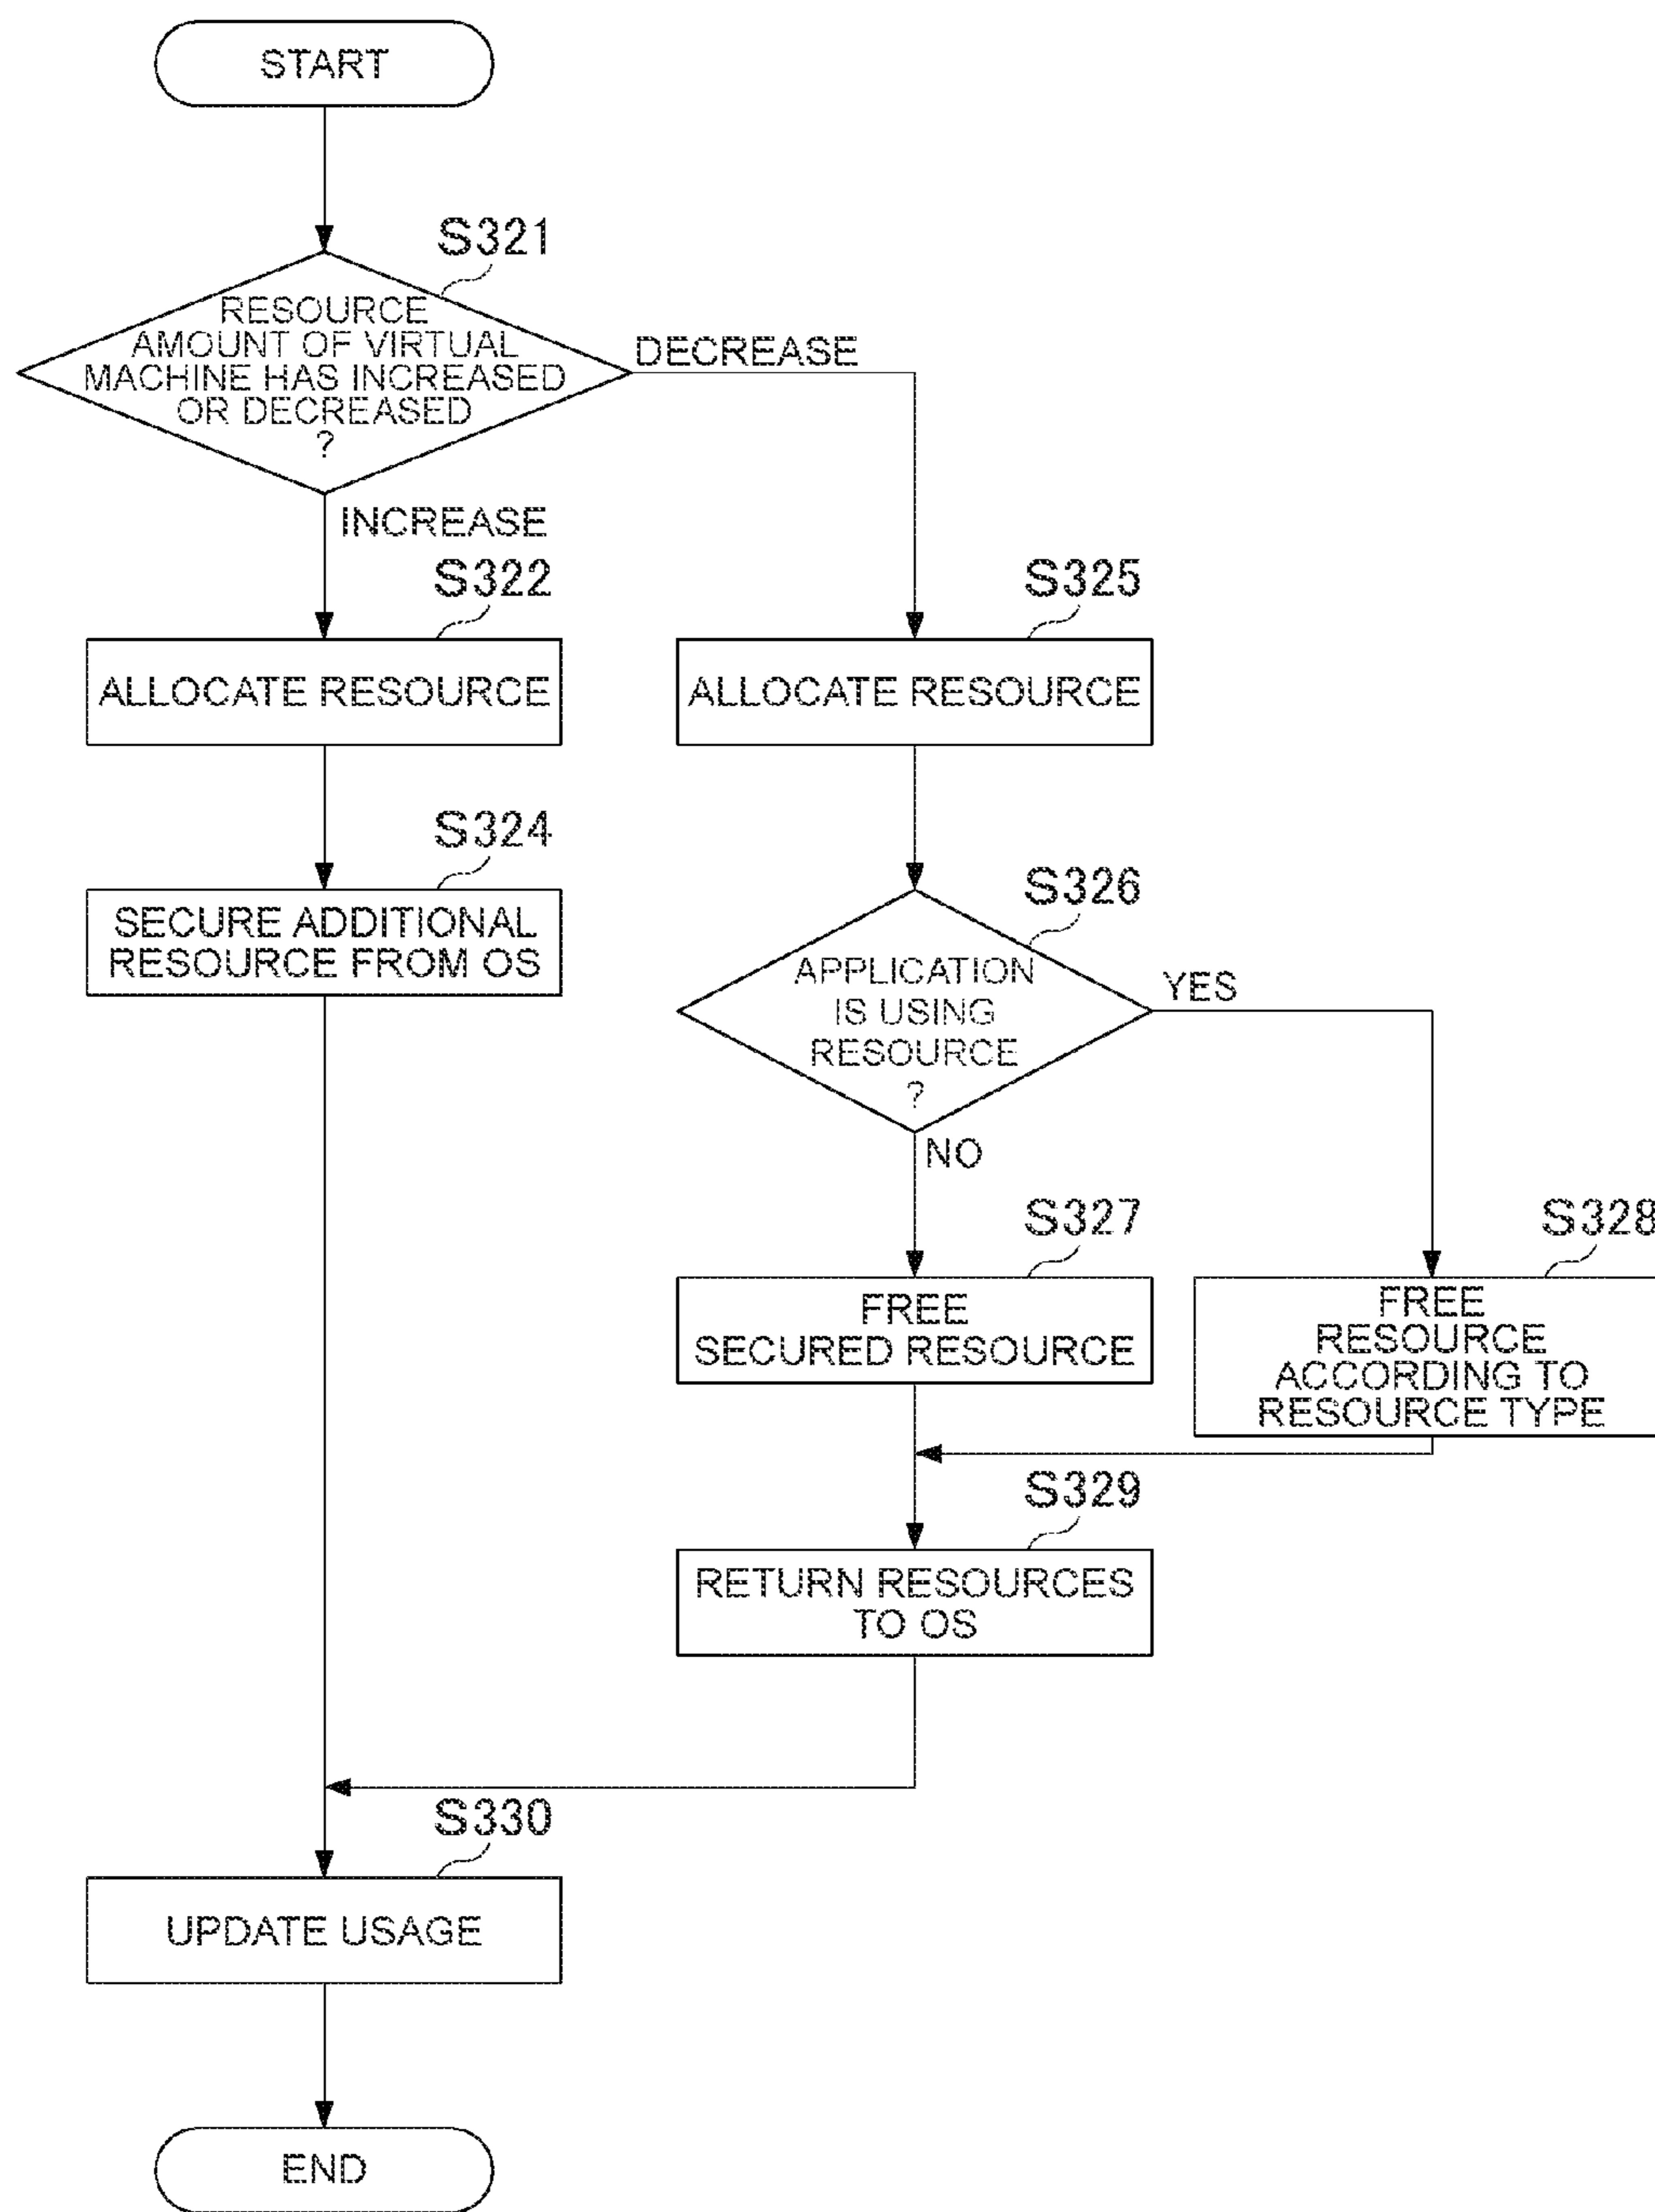 START
S321
RESOURCE
AMOUNT OF VIRTUAL
MACHINE HAS INCREASED
OR DECREASED
?
DECREASE
INCREASE
S322
ALLOCATE RESOURCE
S325
ALLOCATE RESOURCE
S324
SECURE ADDITIONAL
RESOURCE FROM OS
S326
APPLICATION
IS USING
RESOURCE
?
YES
NO
S327
FREE
SECURED RESOURCE
S328
FREE
RESOURCE
ACCORDING TO
RESOURCE TYPE
S329
RETURN RESOURCES
TO OS
S330
UPDATE USAGE
END